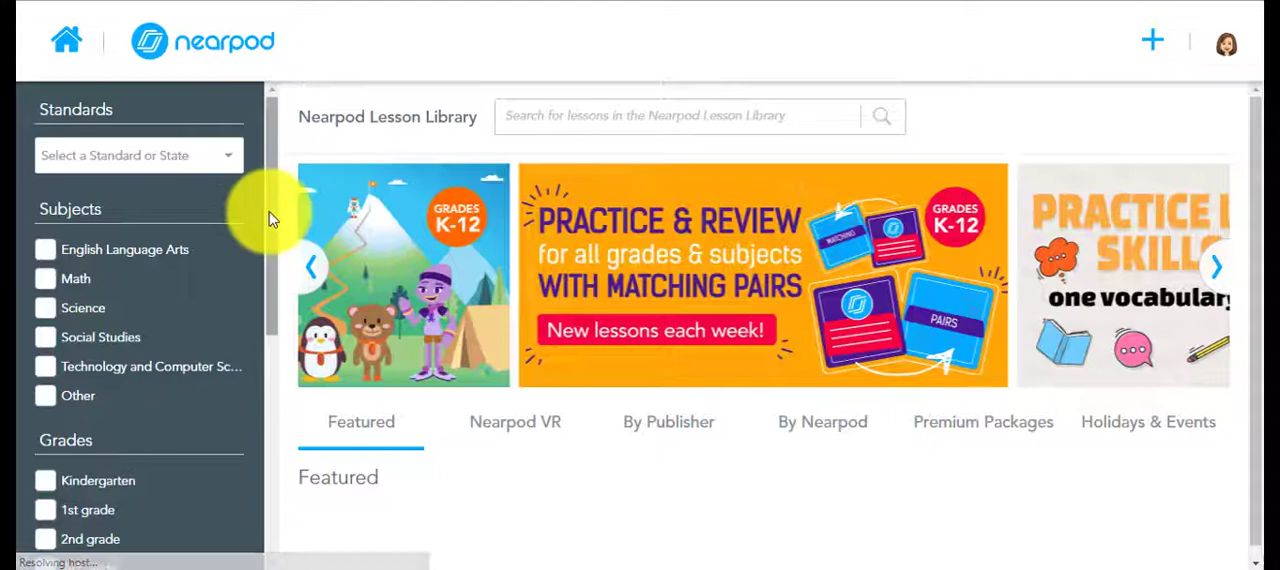 nearpod
Standards
Select a Standard or State
Subjects
English Language Arts
Math
Science
Social Studies
Technology and Computer Sc...
Other
Grades
Kindergarten
1st grade
2nd grade
Resolving host...
Nearpod Lesson Library
Search for lessons in the Nearpod Lesson Library
GRADES
K-12
PRACTICE & REVIEW
for all grades & subjects
WITH MATCHING PAIRS
New lessons each week!
MATCHING
PAIRS
GRADES
K-12
PRACTICE
SKILLS
one vocabulary
Featured
Nearpod VR
By Publisher
By Nearpod
Premium Packages
Holidays & Events
Featured